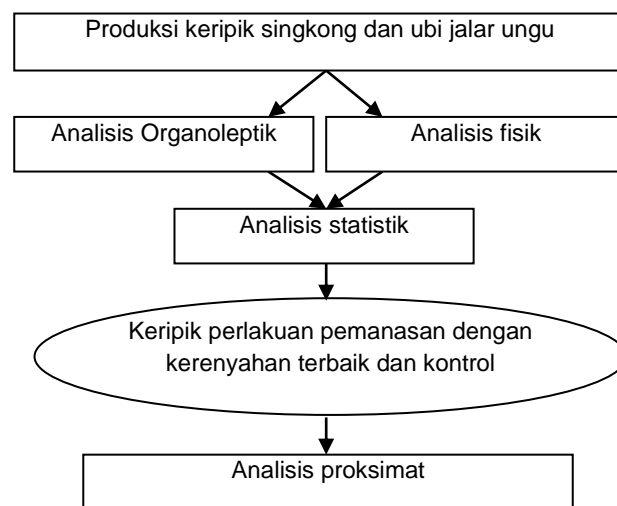 Produksi keripik singkong dan ubi jalar ungu
Analisis Organoleptik
Analisis fisik
Analisis statistik
Keripik perlakuan pemanasan dengan
kerenyahan terbaik dan kontrol
Analisis proksimat